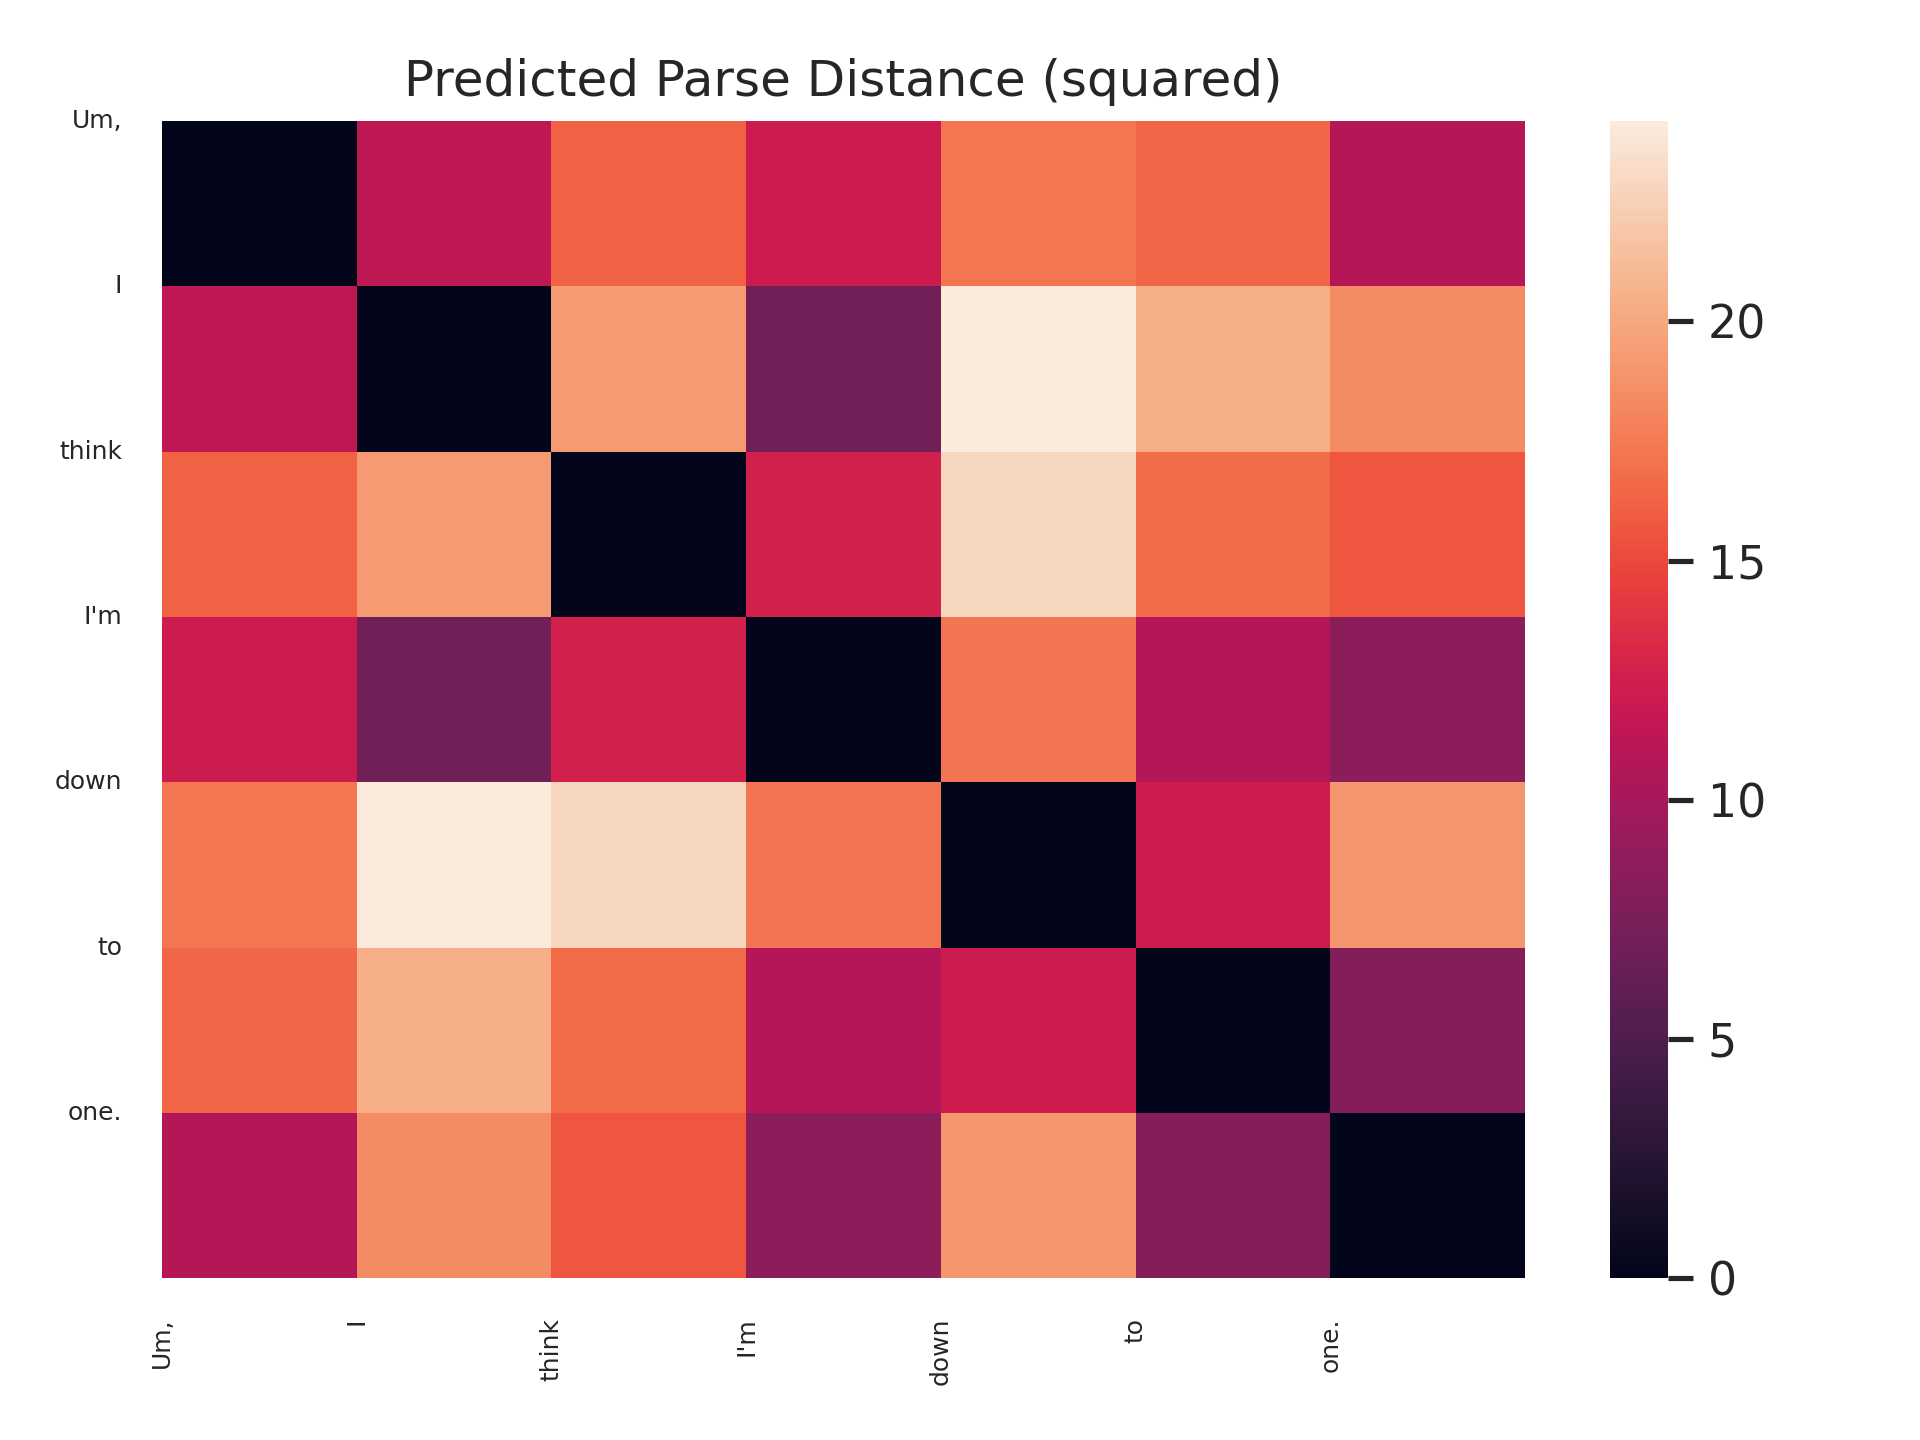 Predicted Parse Distance (squared)
Um,
I
think
I'm
down
to
one.
Um,
I
think
I'm
down
to
one.
20
15
10
5
0